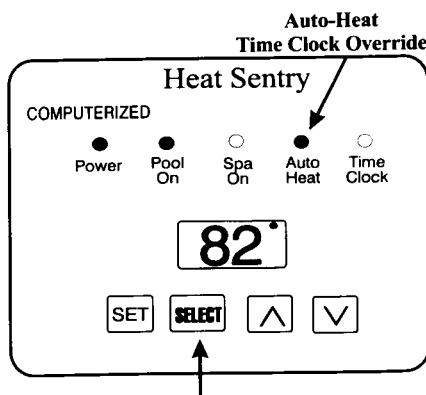 Auto-Heat
Time Clock Override
Heat Sentry
COMPUTERIZED
Power Pool On Spa On Auto Heat Time Clock
82°
SET SELECT